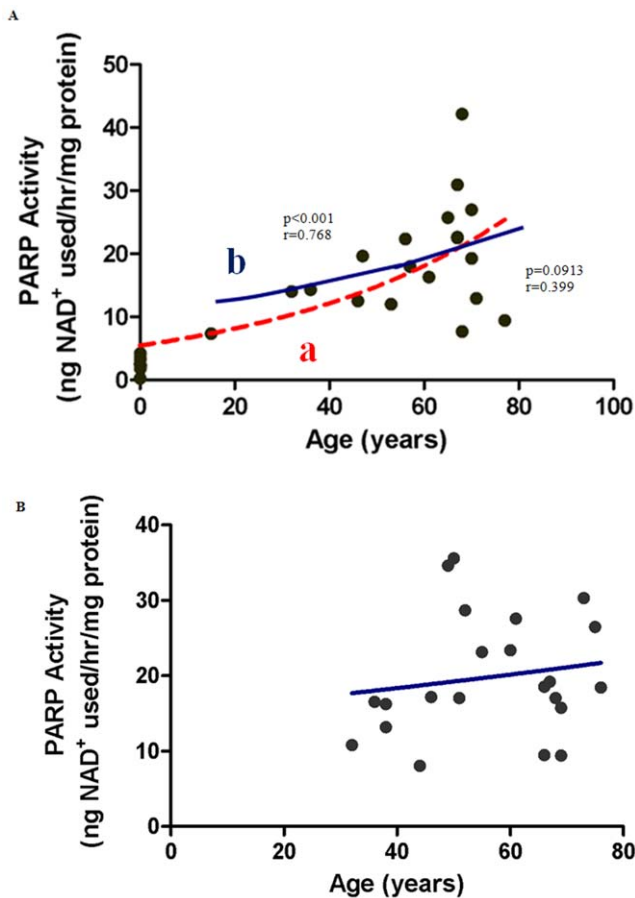 A
PARP Activity
(ng NAD+ used/hr/mg protein)
50
40
30
20
10
0
p<0.001
r=0.768
b
a
p=0.0913
r=0.399
0 20 40 60 80 100
Age (years)
B
PARP Activity
(ng NAD+ used/hr/mg protein)
40
30
20
10
0
0 20 40 60 80
Age (years)